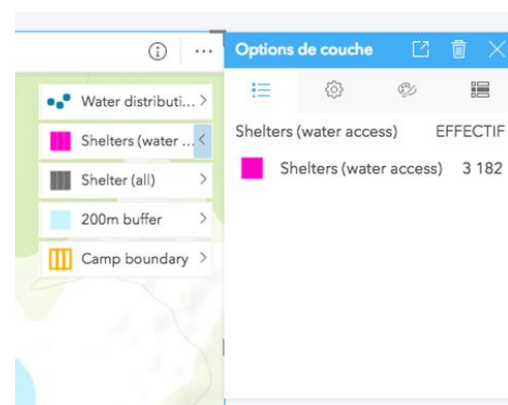 Options de couche
Water distributi...
Shelters (water ...
Shelter (all)
200m buffer
Camp boundary
Shelters (water access) EFFECTIF
Shelters (water access) 3 182